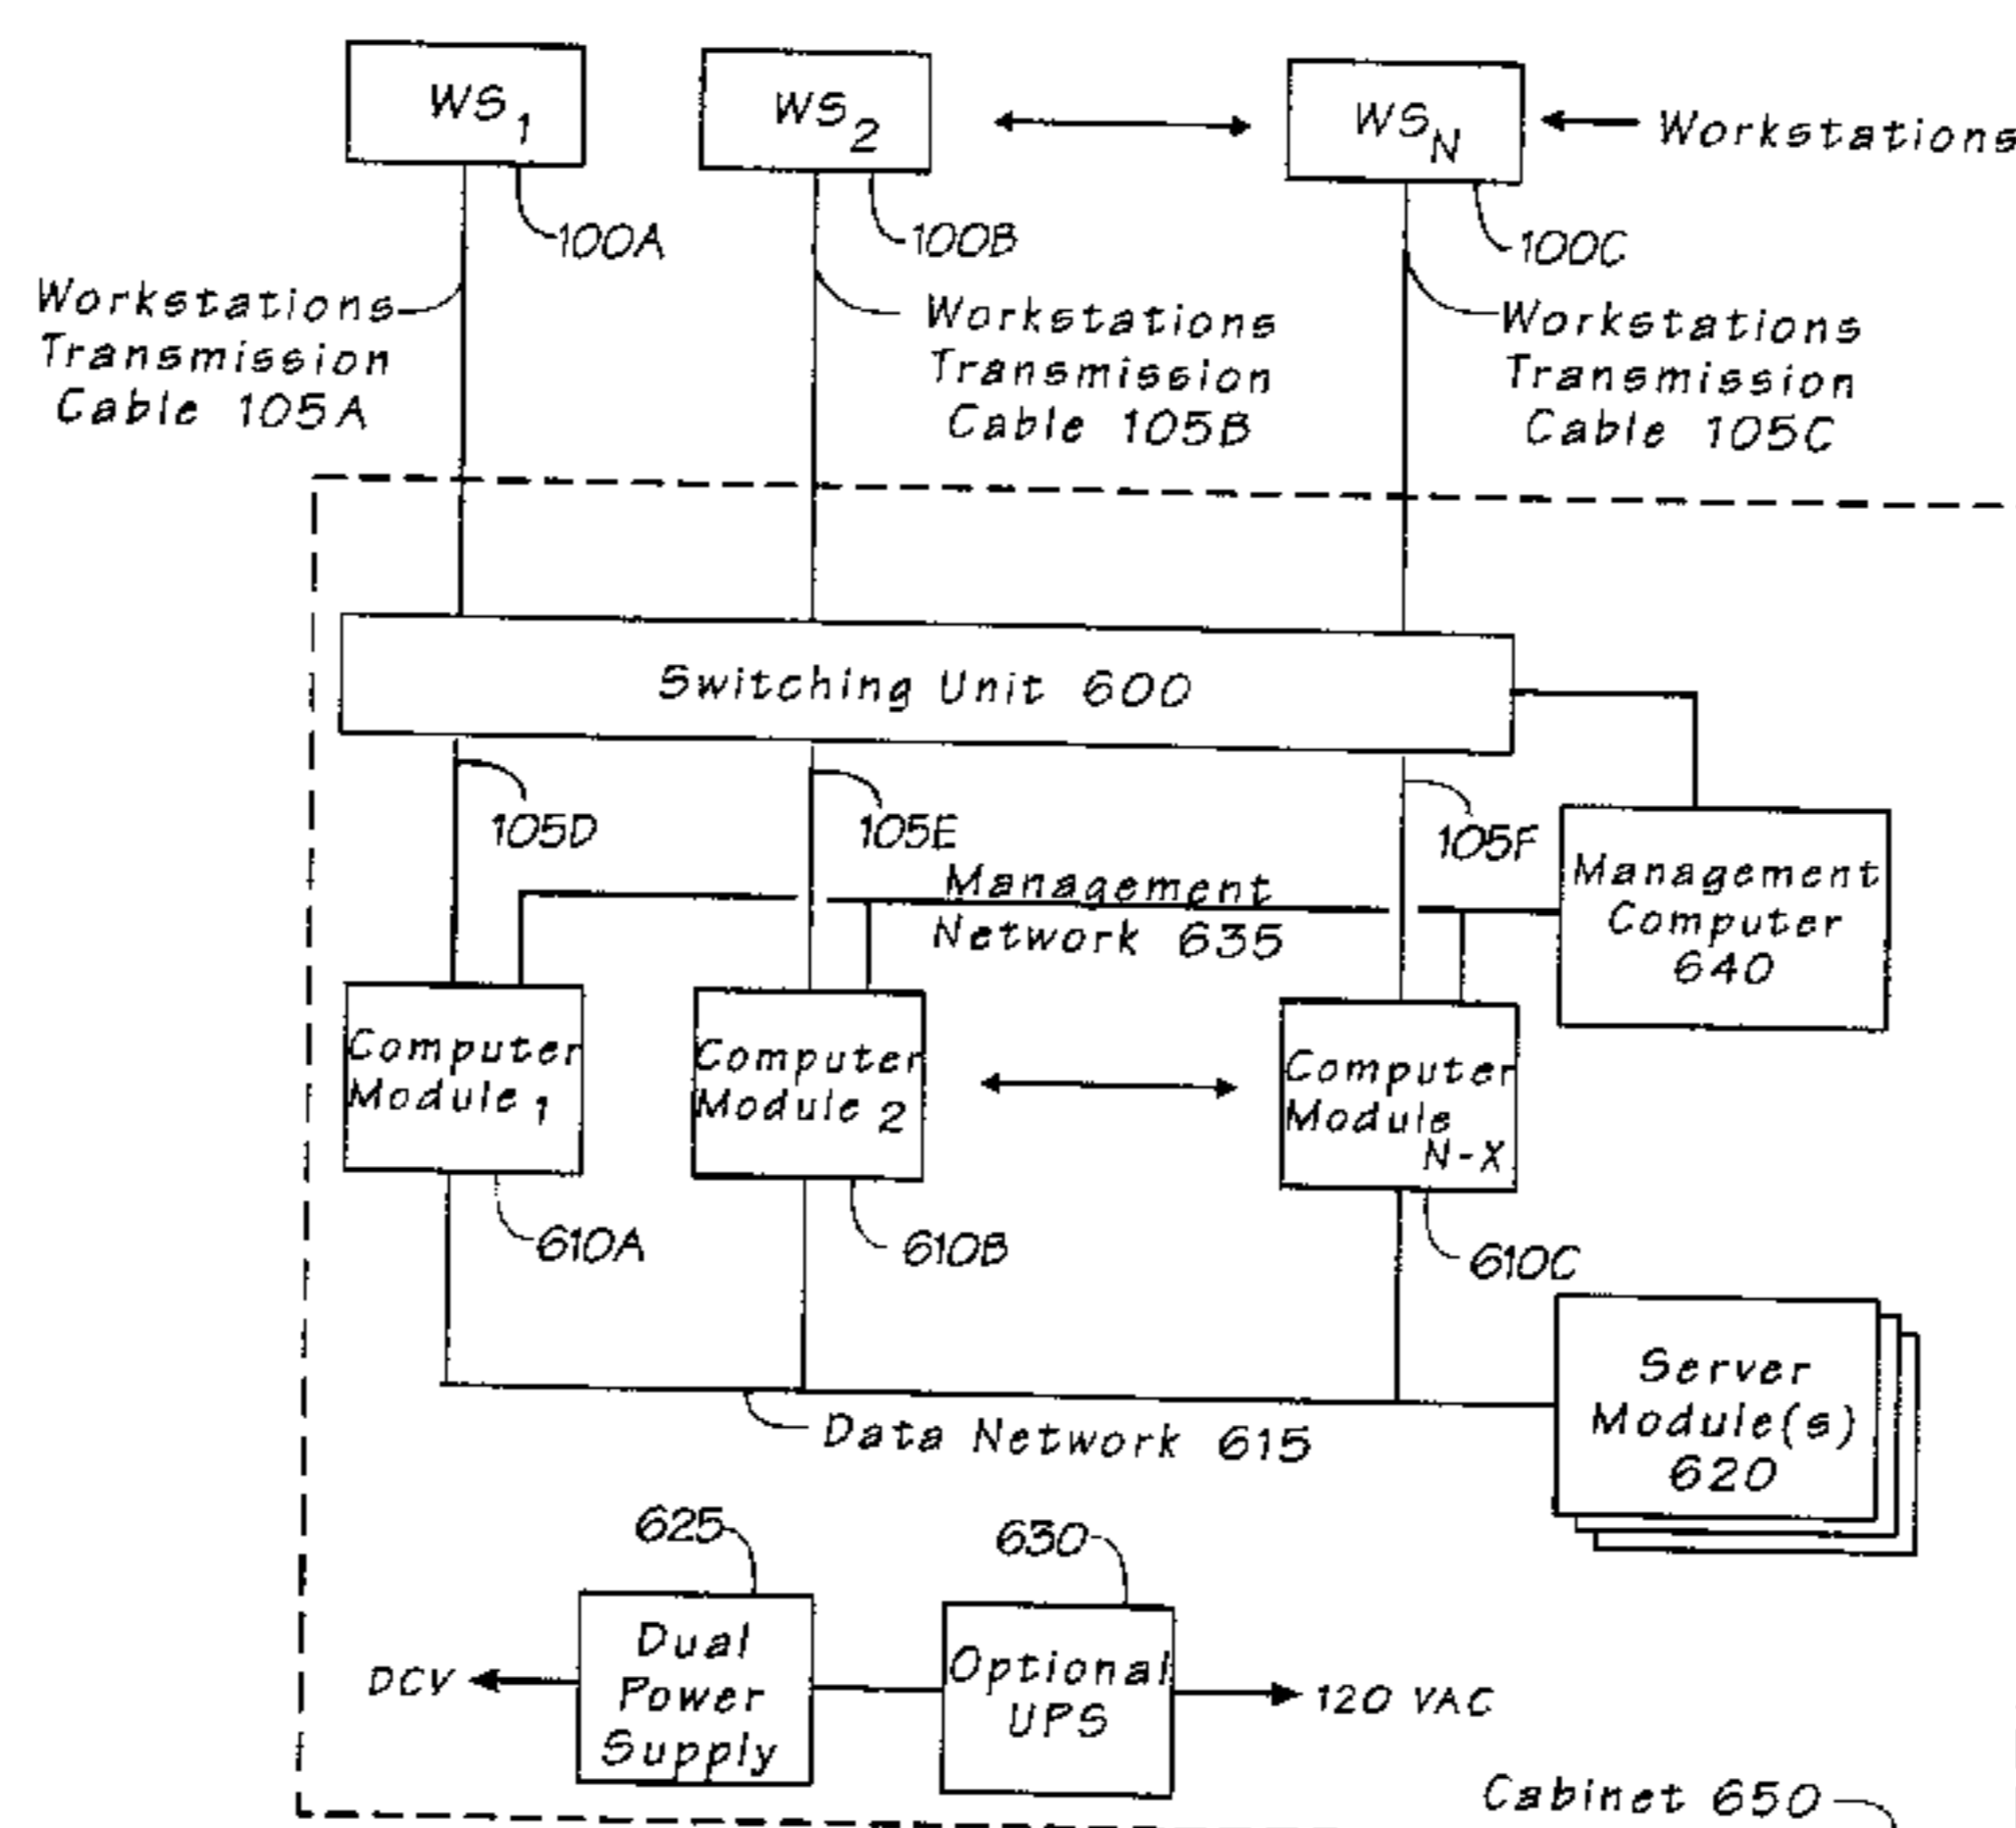 WS1
WS2
WSN
Workstations
100A
100B
100C
Workstations
Transmission
Cable 105A
Workstations
Transmission
Cable 105B
Workstations
Transmission
Cable 105C
Switching Unit 600
105D
105E
105F
Management
Network 635
Management
Computer
640
Computer
Module 1
Computer
Module 2
Computer
Module
N-X
610A
610B
610C
Server
Module(s)
620
Data Network 615
625
630
Dual
Power
Supply
Optional
UPS
DCV
120 VAC
Cabinet 650